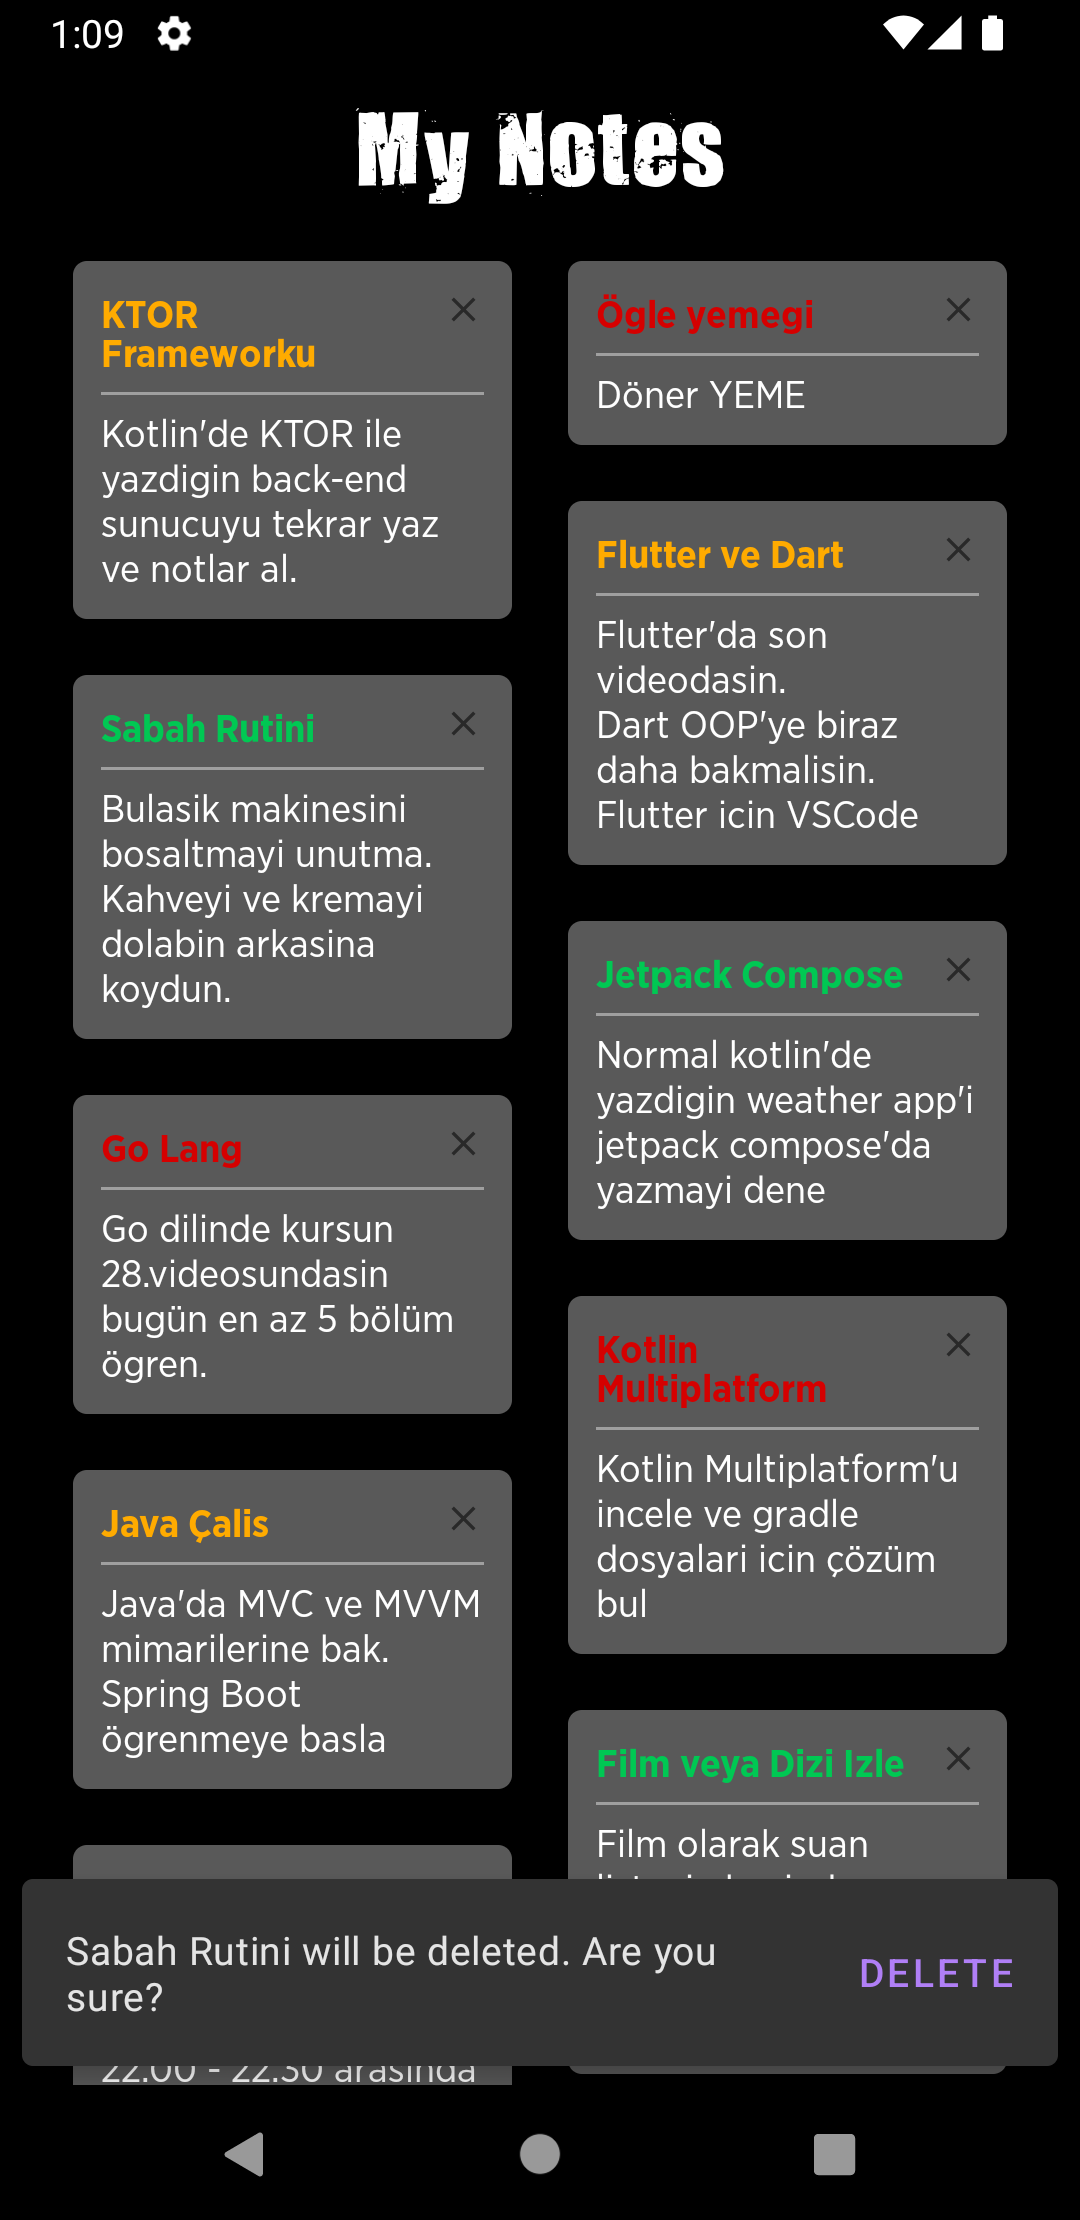 1:09
My Notes
KTOR
Frameworku
Kotlin'de KTOR ile
yazdigin back-end
sunucuyu tekrar yaz
ve notlar al.
Sabah Rutini
Bulasik makinesini
bosaltmayi unutma.
Kahveyi ve kremayi
dolabin arkasina
koydun.
Go Lang
Go dilinde kursun
28.videosundasin
bugün en az 5 bölüm
ögren.
Java Çalis
Java'da MVC ve MVVM
mimarilerine bak.
Spring Boot
ögrenmeye basla
22.00 - 22.30 arasinda
Ögle yemegi
Döner YEME
Flutter ve Dart
Flutter'da son
videodasin.
Dart OOP'ye biraz
daha bakmalisin.
Flutter icin VSCode
Jetpack Compose
Normal kotlin'de
yazdigin weather app'i
jetpack compose'da
yazmayi dene
Kotlin
Multiplatform
Kotlin Multiplatform'u
incele ve gradle
dosyalari icin çözüm
bul
Film veya Dizi Izle
Film olarak suan
Sabah Rutini will be deleted. Are you
sure?
DELETE